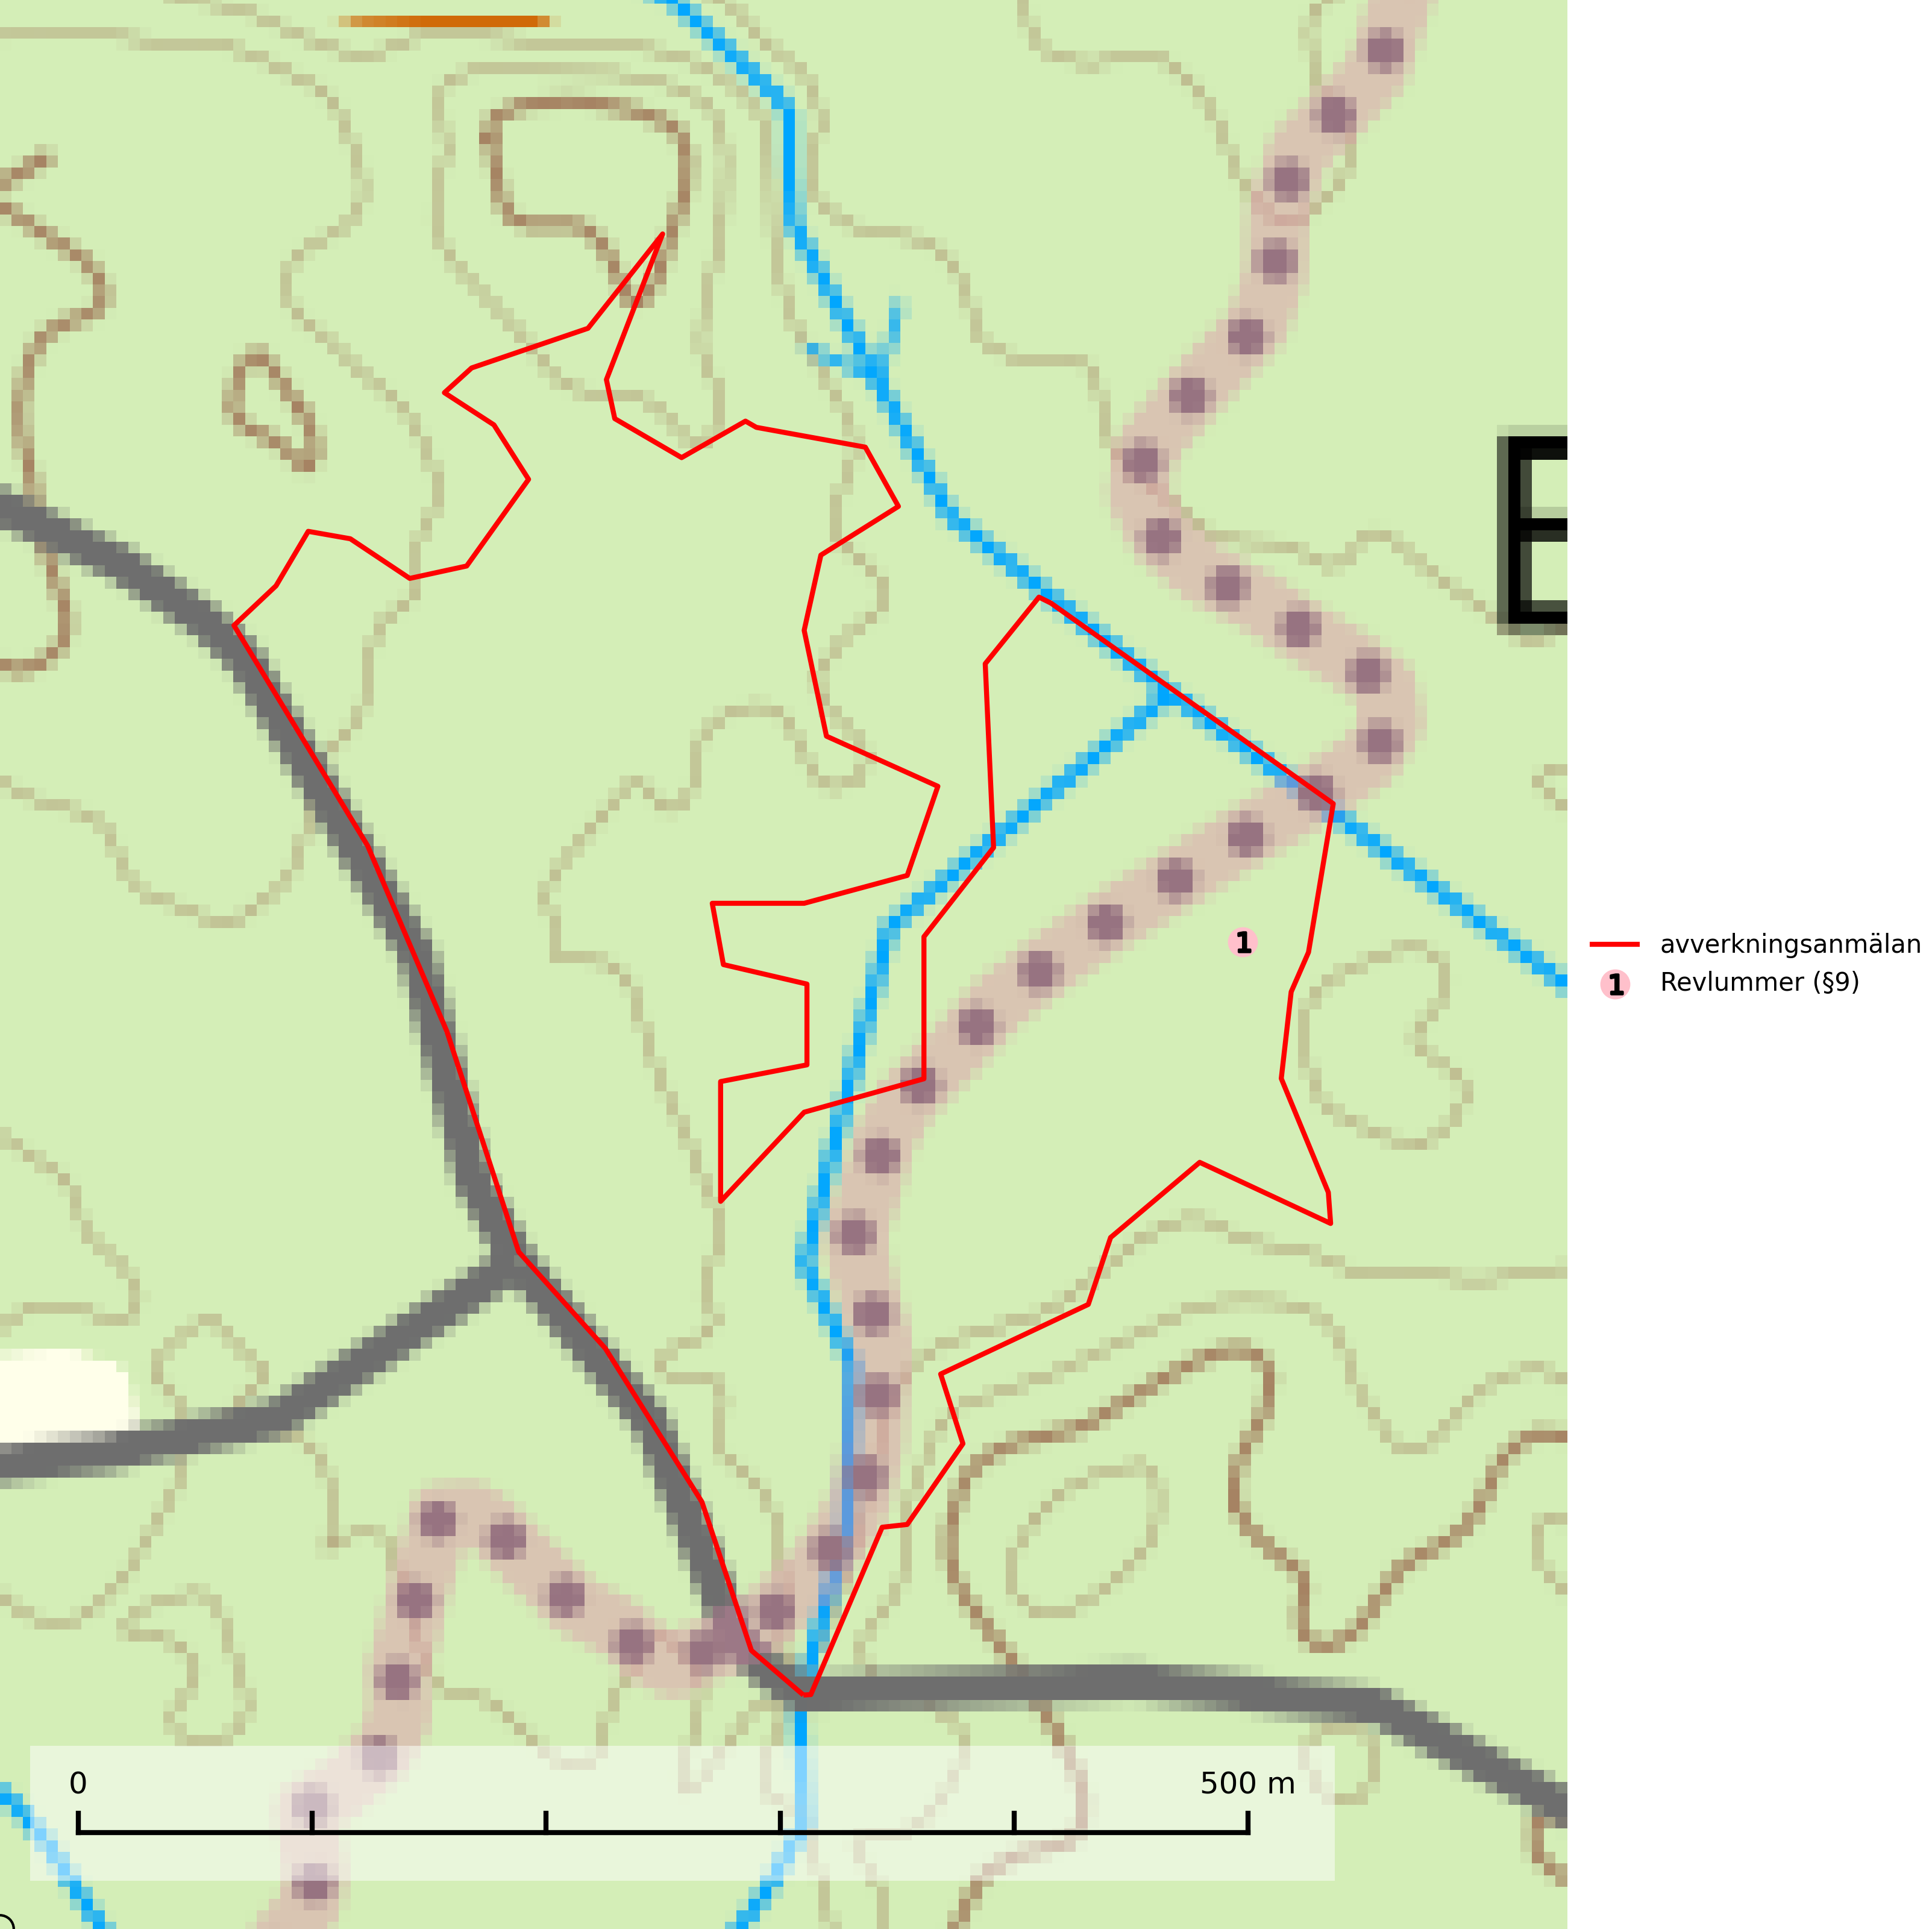 E
1
avverkningsanmälan
1 Revlummer (§9)
0 500 m